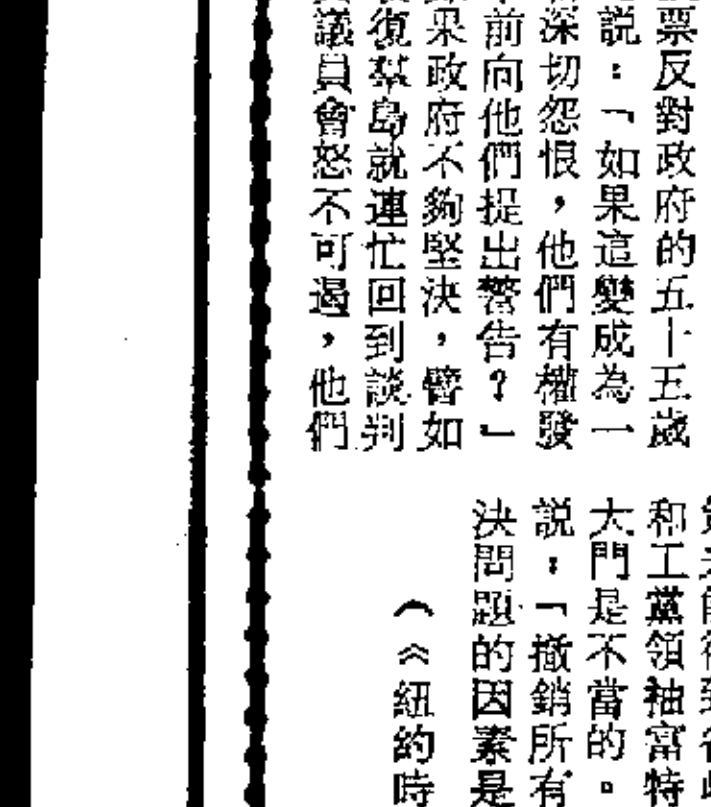 票反對政府的五十五歲
説：「如果這變成為一
深切怨恨，他們有權發
前向他們提出警告？」
果政府不夠堅決，譬如
復羣島就連忙回到談判
議員會怒不可遏，他們
和工黨領袖富特
大門是不當的。
説：「撤銷所有
決問題的因素是
（《紐約時